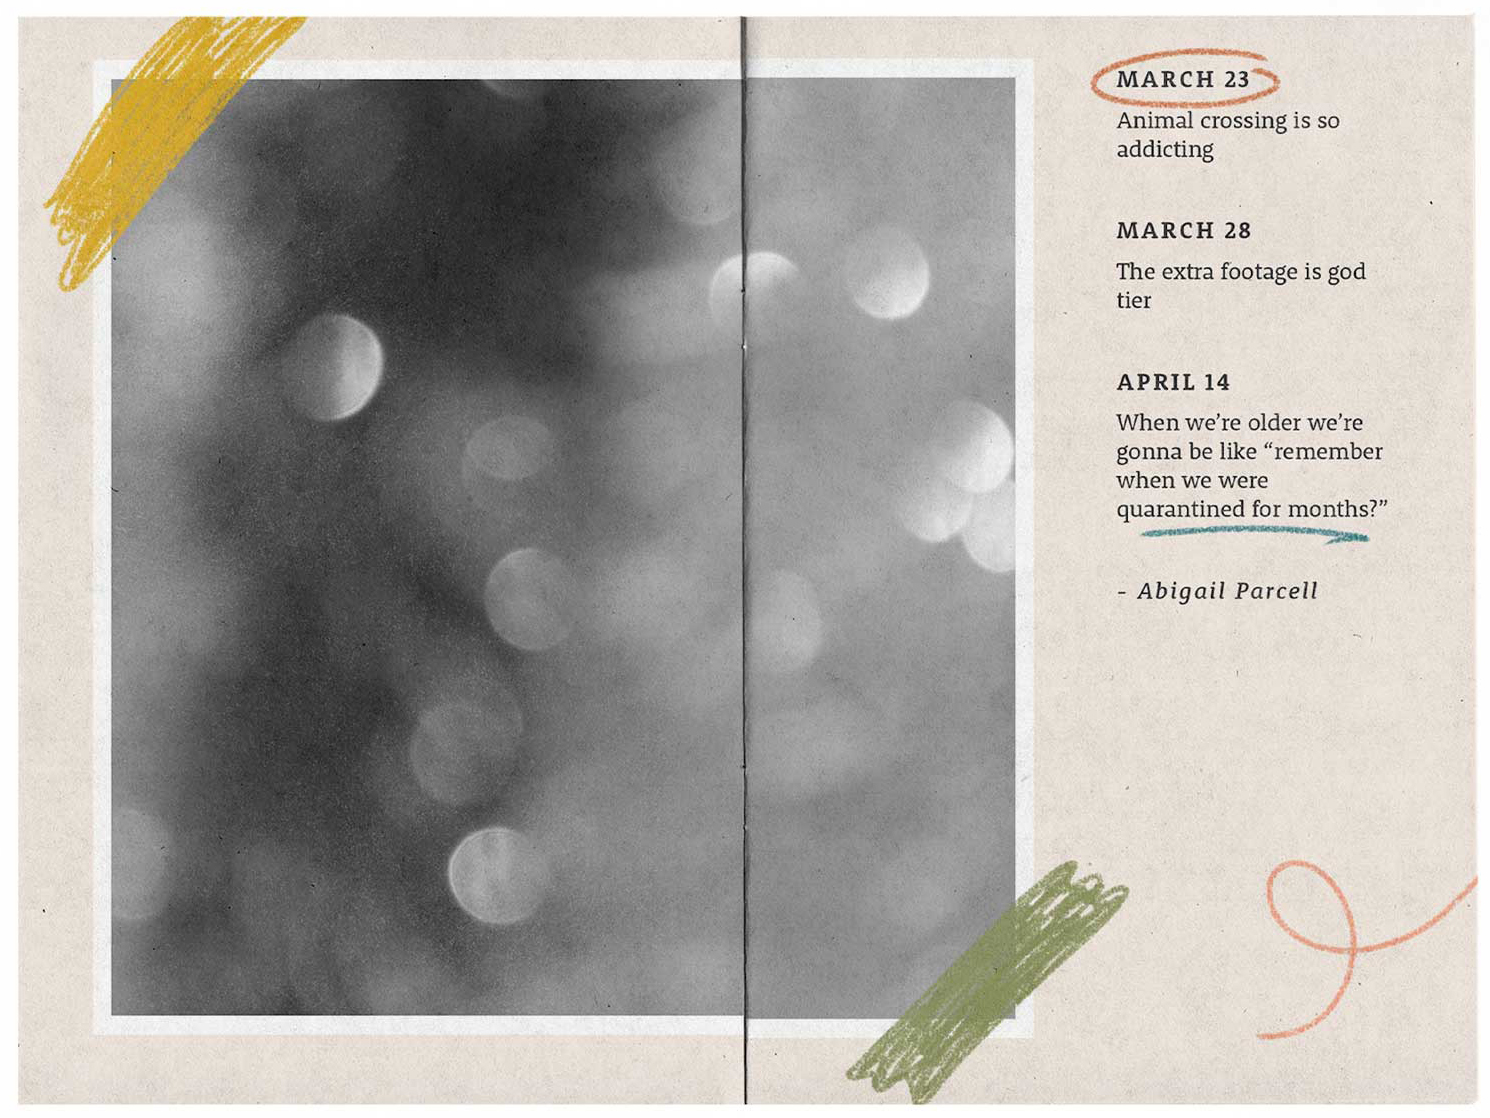 MARCH 23
Animal crossing is so
addicting
MARCH 28
The extra footage is god
tier
APRIL 14
When we’re older we’re
gonna be like “remember
when we were
quarantined for months?”
- Abigail Parcell